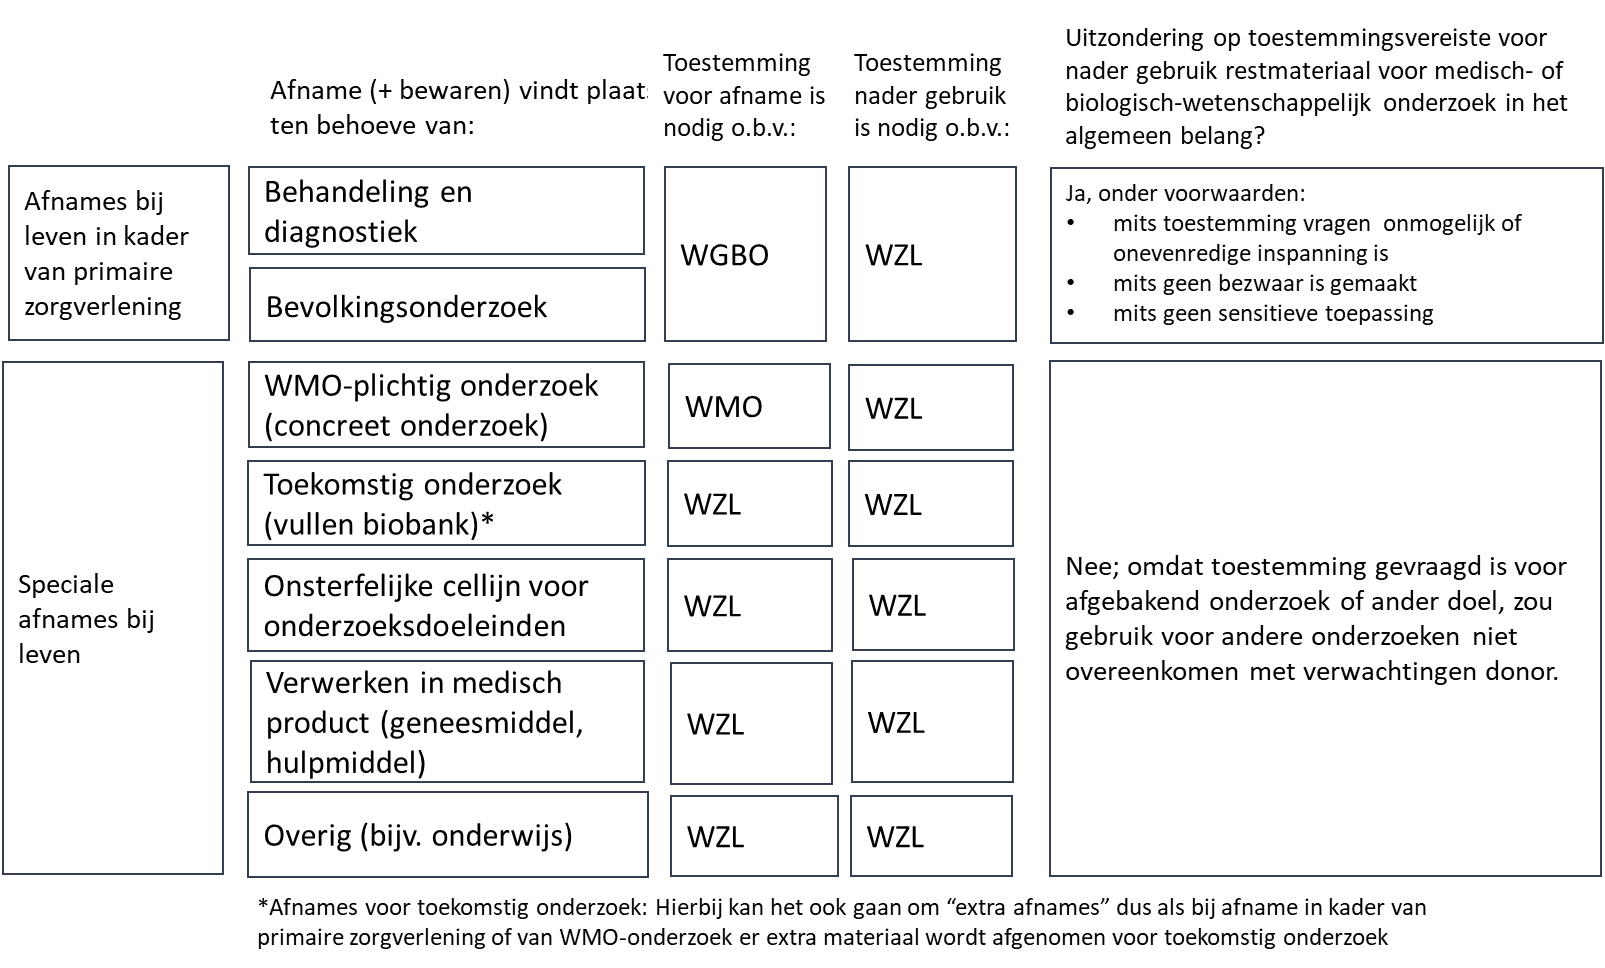 Afname (+ bewaren) vindt plaats
ten behoeve van:
Toestemming
voor afname is
nodig o.b.v.:
Toestemming
nader gebruik
is nodig o.b.v.:
Uitzondering op toestemmingsvereiste voor
nader gebruik restmateriaal voor medisch- of
biologisch-wetenschappelijk onderzoek in het
algemeen belang?
Afnames bij
leven in kader
van primaire
zorgverlening
Behandeling en
diagnostiek
Bevolkingsonderzoek
WGBO
WZL
Ja, onder voorwaarden:
• mits toestemming vragen onmogelijk of
onevenredige inspanning is
• mits geen bezwaar is gemaakt
• mits geen sensitieve toepassing
Speciale
afnames bij
leven
WMO-plichtig onderzoek
(concreet onderzoek)
WMO
WZL
Toekomstig onderzoek
(vullen biobank)*
WZL
WZL
Onsterfelijke cellijn voor
onderzoeksdoeleinden
WZL
WZL
Verwerken in medisch
product (geneesmiddel,
hulpmiddel)
WZL
WZL
Overig (bijv. onderwijs)
WZL
WZL
Nee; omdat toestemming gevraagd is voor
afgebakend onderzoek of ander doel, zou
gebruik voor andere onderzoeken niet
overeenkomen met verwachtingen donor.
*Afnames voor toekomstig onderzoek: Hierbij kan het ook gaan om “extra afnames” dus als bij afname in kader van
primaire zorgverlening of van WMO-onderzoek er extra materiaal wordt afgenomen voor toekomstig onderzoek